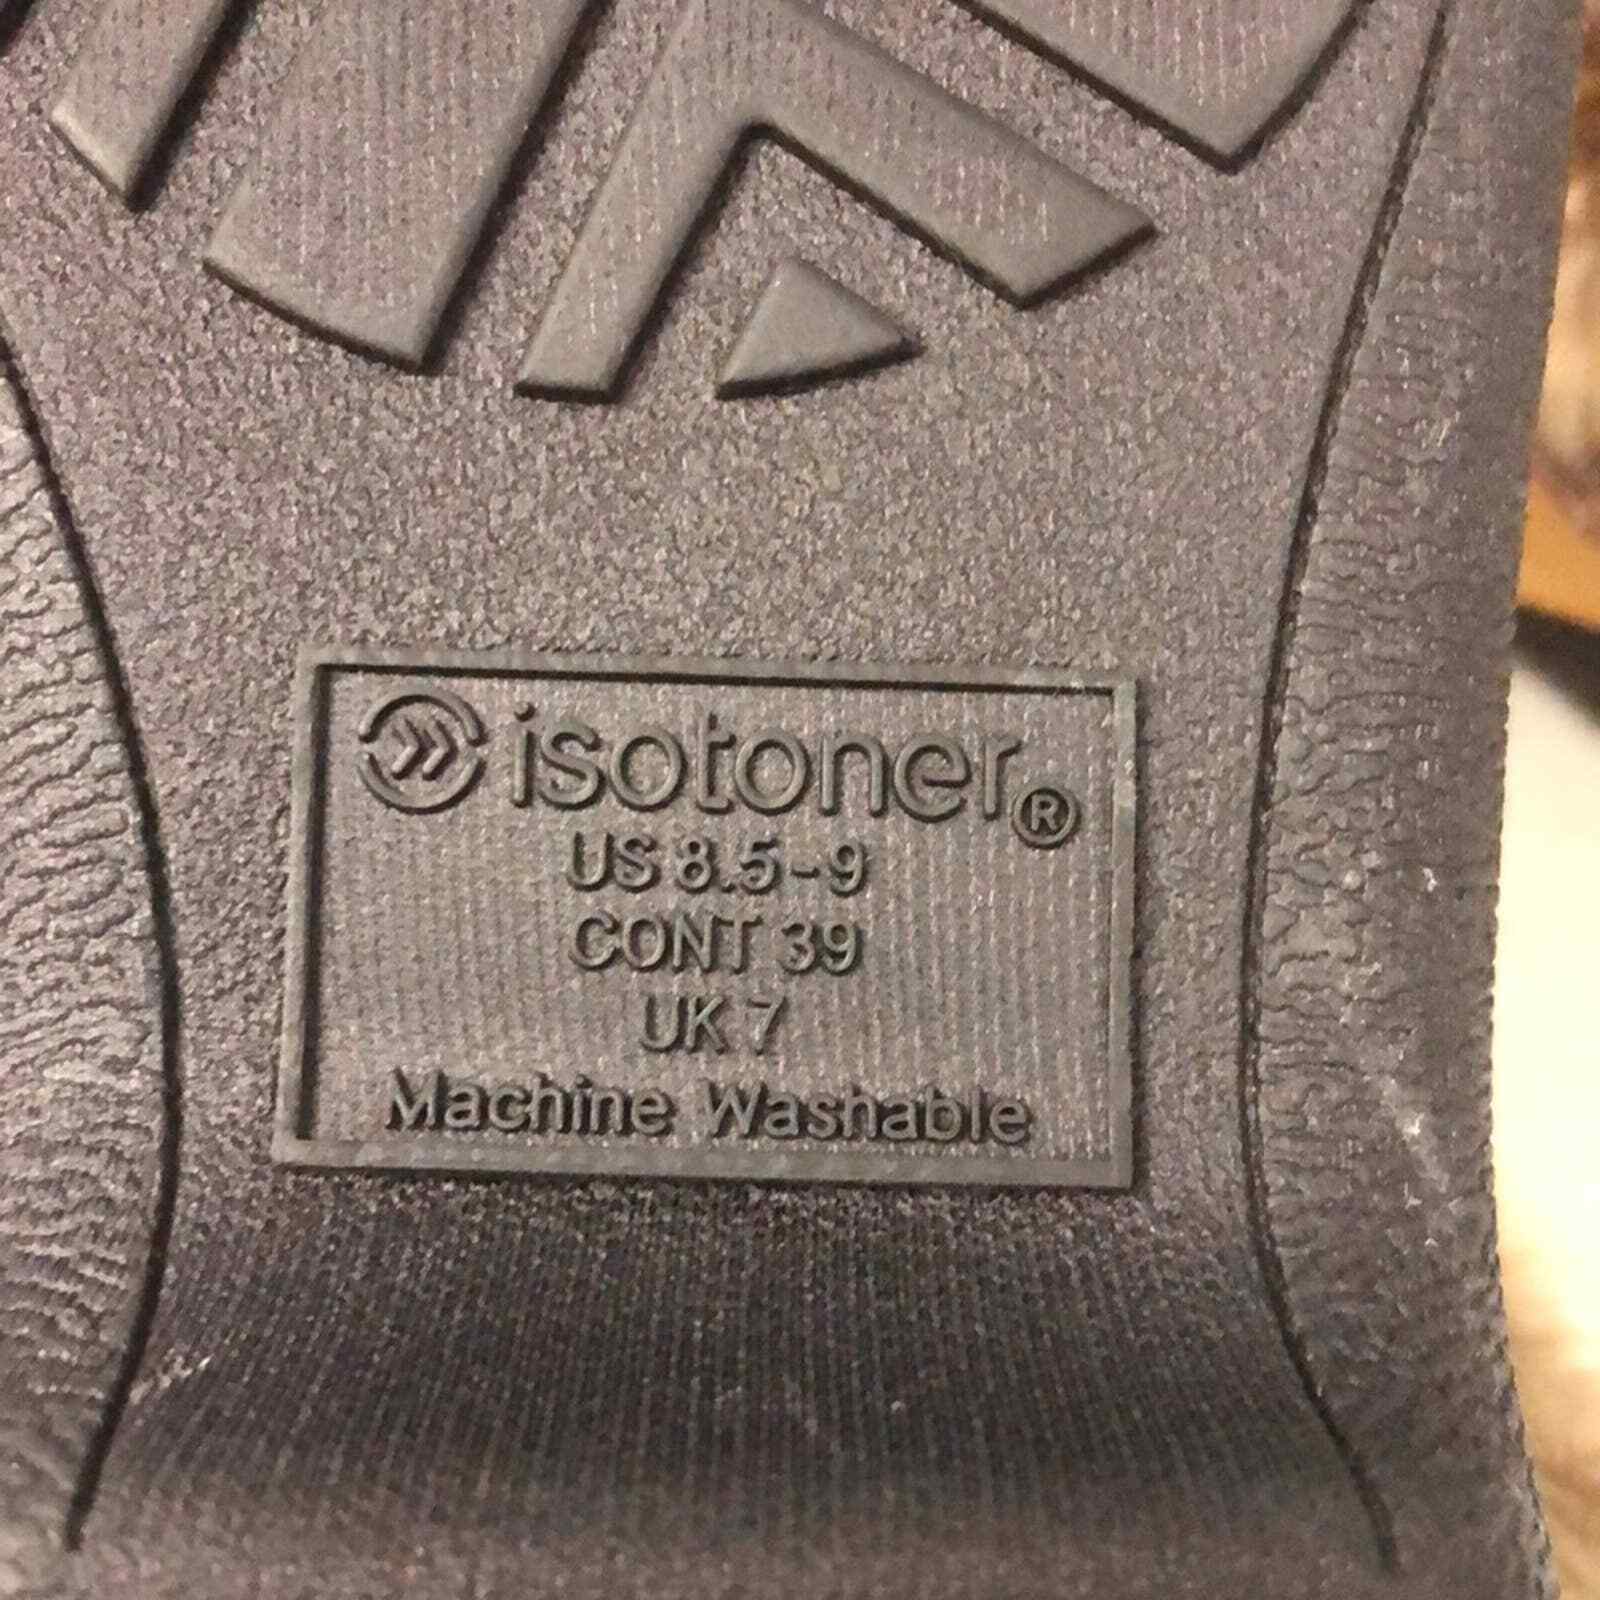 isotoner®
US 8.5-9
CONT 39
UK 7
Machine Washable